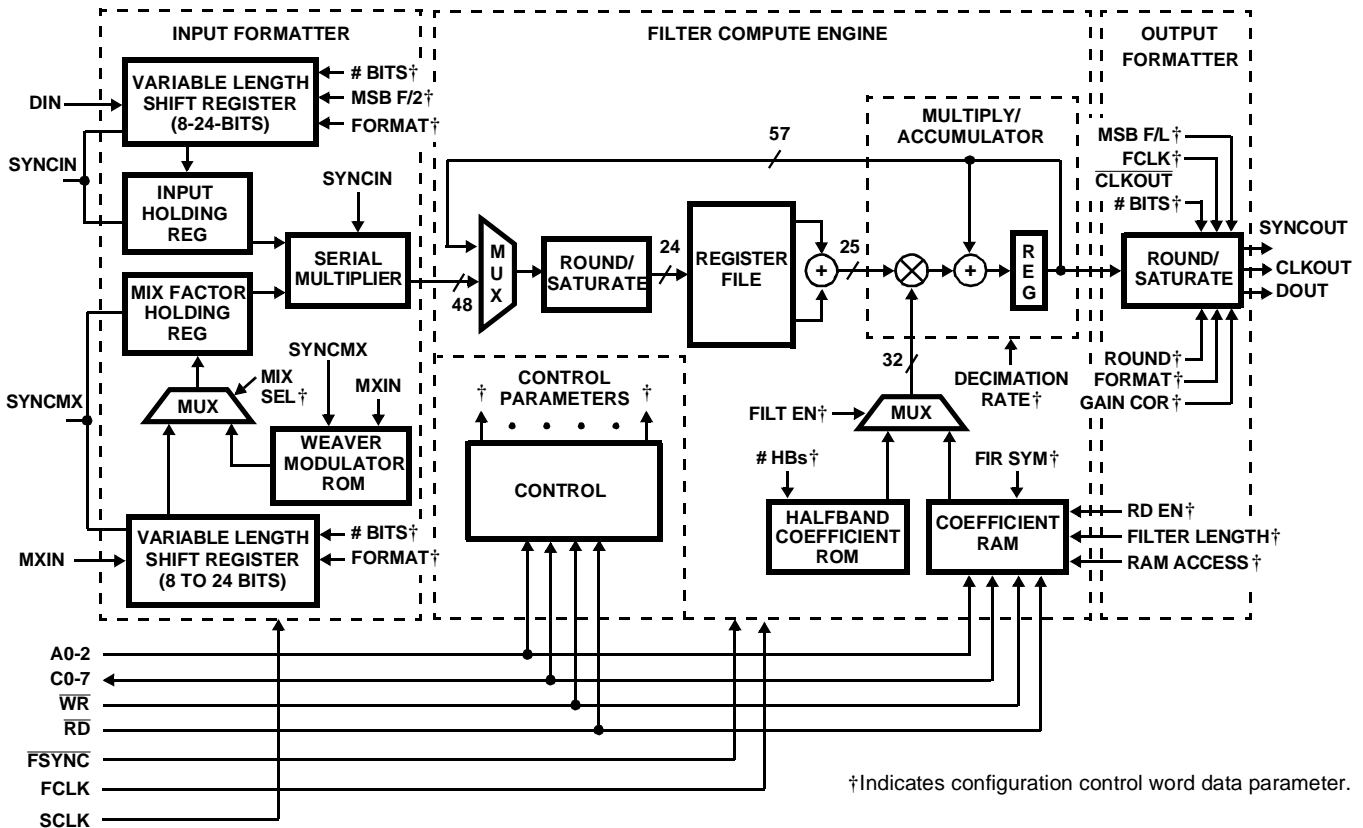 INPUT FORMATTER
FILTER COMPUTE ENGINE
OUTPUT
FORMATTER
VARIABLE LENGTH
SHIFT REGISTER
(8-24-BITS)
# BITS†
MSB F/2†
FORMAT†
DIN
SYNCIN
INPUT
HOLDING
REG
SYNCIN
SERIAL
MULTIPLIER
MIX FACTOR
HOLDING
REG
SYNCMX
MIX
SEL†
MUX
SYNCMX
MXIN
WEAVER
MODULATOR
ROM
VARIABLE LENGTH
SHIFT REGISTER
(8 TO 24 BITS)
# BITS†
FORMAT†
MXIN
48
MUX
57
ROUND/
SATURATE
24
REGISTER
FILE
+
25
MULTIPLY/
ACCUMULATOR
+
REG
32
DECIMATION
RATE†
† CONTROL
PARAMETERS †
CONTROL
FILT EN†
MUX
# HBs†
HALFBAND
COEFFICIENT
ROM
FIR SYM†
COEFFICIENT
RAM
RD EN†
FILTER LENGTH†
RAM ACCESS†
MSB F/L†
FCLK†
CLKOUT
# BITS†
ROUND/
SATURATE
SYNCOUT
CLKOUT
DOUT
ROUND†
FORMAT†
GAIN COR†
A0-2
C0-7
WR
RD
FSYNC
FCLK
SCLK
†Indicates configuration control word data parameter.